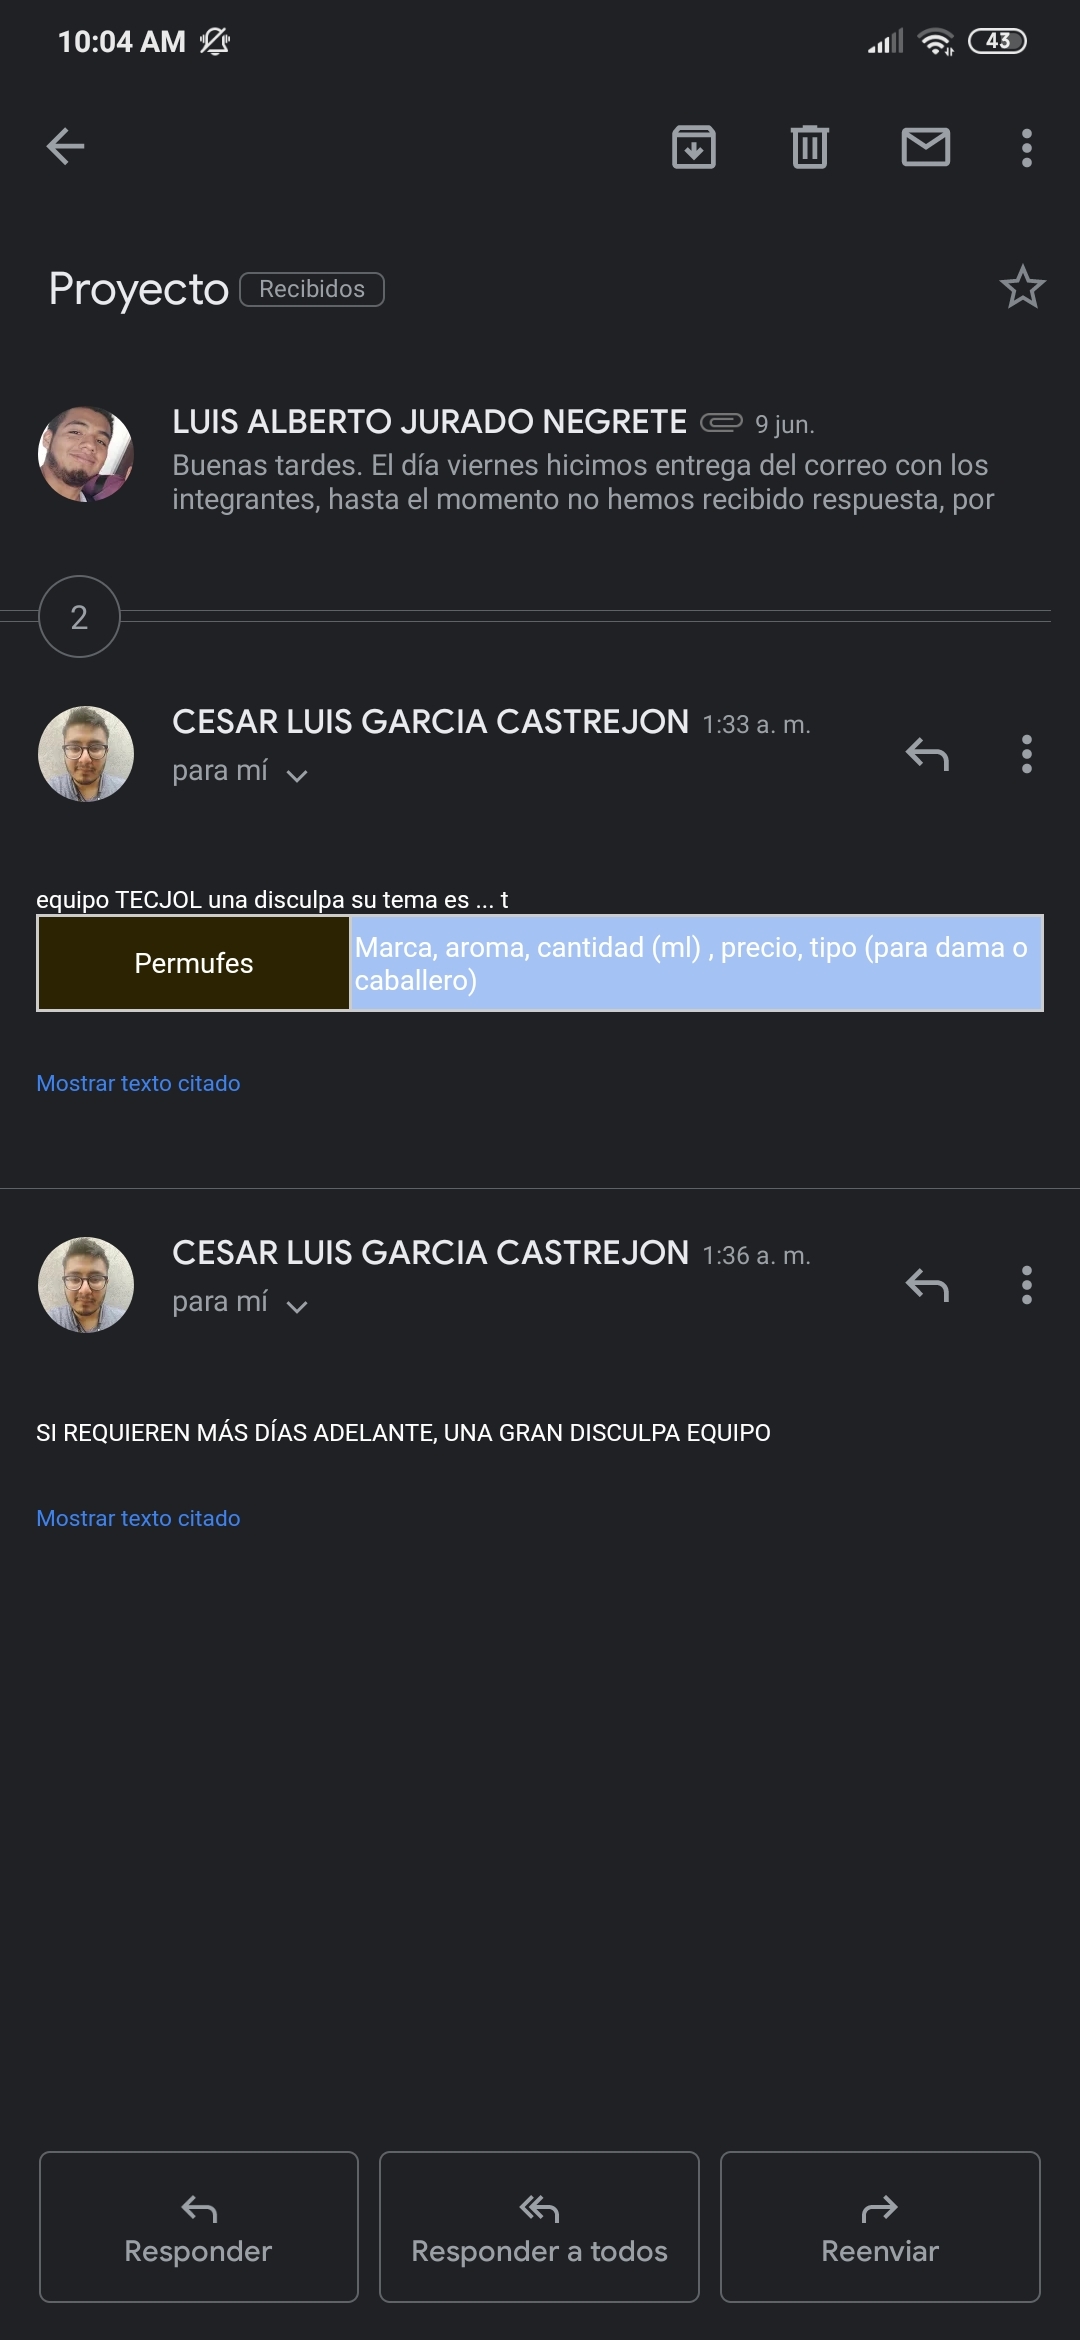 10:04 AM
43
Proyecto Recibidos
LUIS ALBERTO JURADO NEGRETE 9 jun.
Buenas tardes. El día viernes hicimos entrega del correo con los
integrantes, hasta el momento no hemos recibido respuesta, por
2
CESAR LUIS GARCIA CASTREJON 1:33 a. m.
para mí
equipo TECJOL una disculpa su tema es ... t
Permufes
Marca, aroma, cantidad (ml) , precio, tipo (para dama o
caballero)
Mostrar texto citado
CESAR LUIS GARCIA CASTREJON 1:36 a. m.
para mí
SI REQUIEREN MÁS DÍAS ADELANTE, UNA GRAN DISCULPA EQUIPO
Mostrar texto citado
Responder
Responder a todos
Reenviar